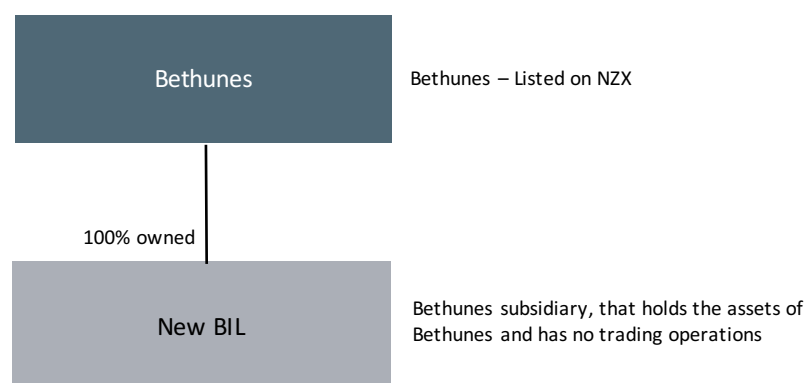 Bethunes
Bethunes – Listed on NZX
100% owned
New BIL
Bethunes subsidiary, that holds the assets of
Bethunes and has no trading operations